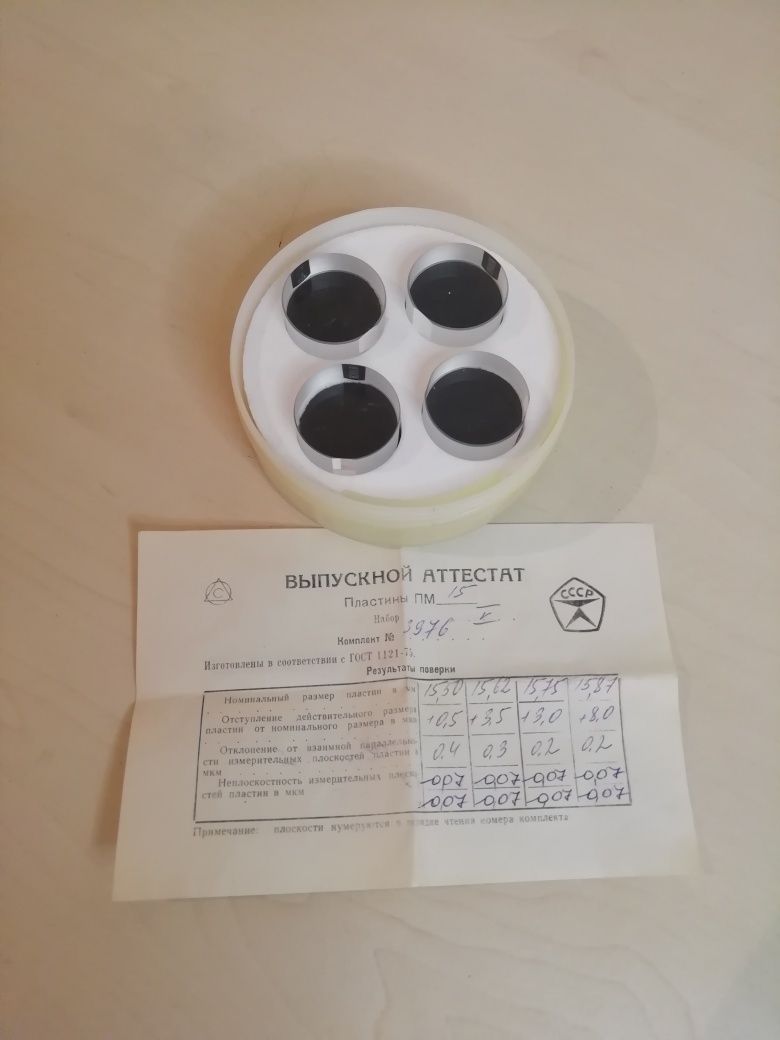 С
СССР
ВЫПУСКНОЙ АТТЕСТАТ
Пластины ПМ 15
Набор V
Комплект № 3976
Изготовлены в соответствии с ГОСТ 1121-75.
Результаты поверки
Номинальный размер пластин в мм 15,50 15,62 15,75 15,87
Отступление действительного размера
пластин от номинального размера в мкм +0,5 +3,5 +3,0 +8,0
Отклонение от взаимной параллельно-
сти измерительных плоскостей пластин в
мкм 0,4 0,3 0,2 0,2
Неплоскостность измерительных плоско-
стей пластин в мкм -0,07 -0,07 -0,07 -0,07
-0,07 -0,07 -0,07 -0,07
Примечание: плоскости нумеруются в порядке чтения номера комплекта